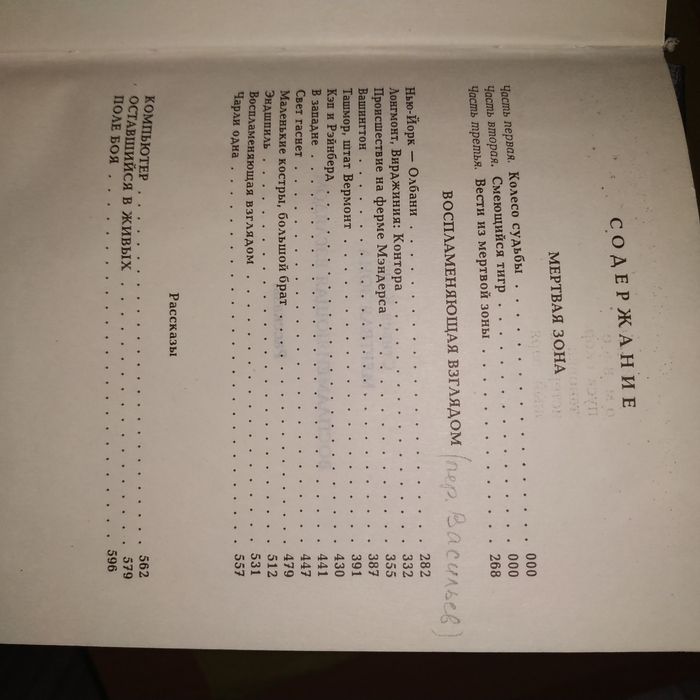 СОДЕРЖАНИЕ
МЕРТВАЯ ЗОНА
Часть первая. Колесо судьбы . . . . . . . . . . . . . . . . . 000
Часть вторая. Смеющийся тигр . . . . . . . . . . . . . . . 000
Часть третья. Вести из мертвой зоны . . . . . . . . . . . . 268
ВОСПЛАМЕНЯЮЩАЯ ВЗГЛЯДОМ (пер. Васильев)
Нью-Йорк — Олбани . . . . . . . . . . . . . . . . . . . . 282
Лонгмонт, Вирджиния: Контора . . . . . . . . . . . . . . . 332
Происшествие на ферме Мэндерса . . . . . . . . . . . . . . 355
Вашингтон . . . . . . . . . . . . . . . . . . . . . . . . 387
Ташмор, штат Вермонт . . . . . . . . . . . . . . . . . . . 391
Кэп и Рэйнберд . . . . . . . . . . . . . . . . . . . . . . 430
В западне . . . . . . . . . . . . . . . . . . . . . . . . 441
Свет гаснет . . . . . . . . . . . . . . . . . . . . . . . 447
Маленькие костры, большой брат . . . . . . . . . . . . . . 479
Эндшпиль . . . . . . . . . . . . . . . . . . . . . . . . . 512
Воспламеняющая взглядом . . . . . . . . . . . . . . . . . 531
Чарли одна . . . . . . . . . . . . . . . . . . . . . . . . 557
Рассказы
КОМПЬЮТЕР . . . . . . . . . . . . . . . . . . . . . . . . 562
ОСТАВШИЙСЯ В ЖИВЫХ . . . . . . . . . . . . . . . . . . . 579
ПОЛЕ БОЯ . . . . . . . . . . . . . . . . . . . . . . . . . 596